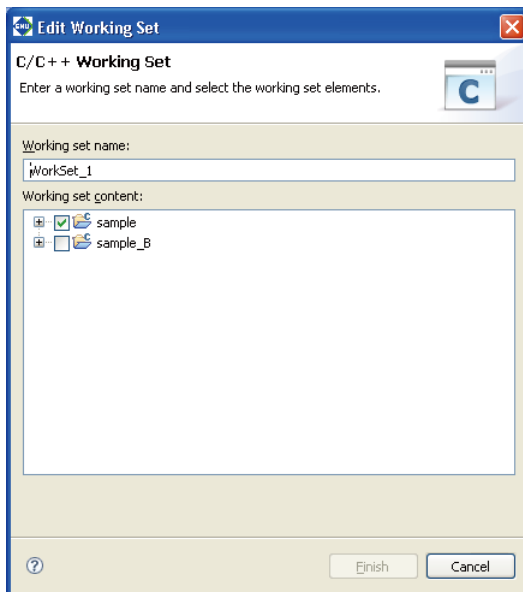 Edit Working Set
C/C++ Working Set
Enter a working set name and select the working set elements.
C
Working set name:
WorkSet_1
Working set content:
sample
sample_B
Finish
Cancel